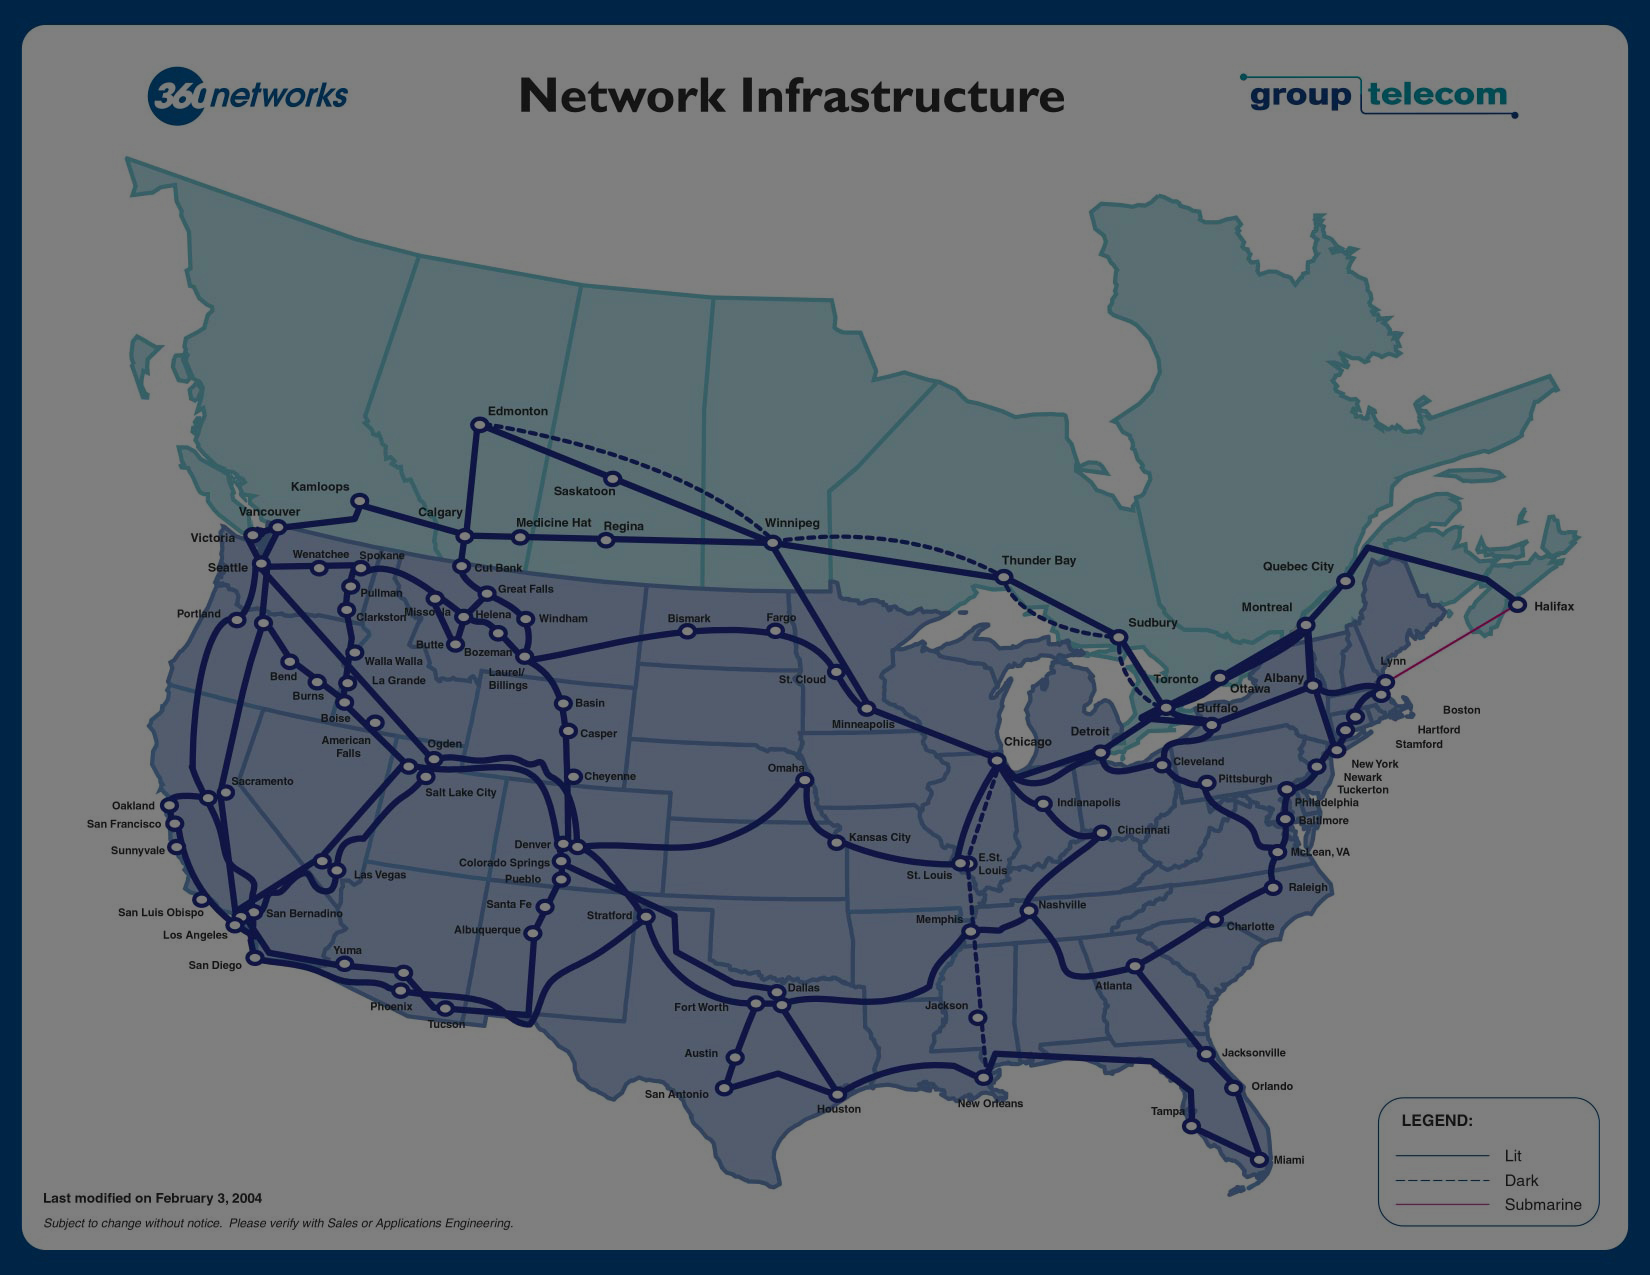 360networks
Network Infrastructure
group telecom
Edmonton
Saskatoon
Kamloops
Vancouver
Calgary
Medicine Hat
Regina
Winnipeg
Victoria
Wenatchee
Spokane
Seattle
Cut Bank
Thunder Bay
Quebec City
Pullman
Great Falls
Montreal
Halifax
Portland
Clarkston
Missoula
Helena
Windham
Bismark
Fargo
Sudbury
Butte
Bozeman
Walla Walla
Laurel/
Billings
Lynn
Bend
La Grande
St. Cloud
Toronto
Ottawa
Albany
Burns
Basin
Buffalo
Boston
Boise
Minneapolis
Detroit
Hartford
American
Falls
Casper
Ogden
Chicago
Stamford
Cleveland
New York
Omaha
Newark
Sacramento
Cheyenne
Pittsburgh
Tuckerton
Salt Lake City
Oakland
Indianapolis
Philadelphia
San Francisco
Baltimore
Kansas City
Cincinnati
Sunnyvale
Denver
McLean, VA
Colorado Springs
E.St.
Louis
Las Vegas
Pueblo
St. Louis
Raleigh
San Luis Obispo
San Bernadino
Santa Fe
Stratford
Memphis
Nashville
Los Angeles
Albuquerque
Charlotte
San Diego
Yuma
Dallas
Atlanta
Phoenix
Fort Worth
Jackson
Tucson
Austin
Jacksonville
San Antonio
Houston
New Orleans
Orlando
Tampa
Miami
LEGEND:
Lit
Dark
Submarine
Last modified on February 3, 2004
Subject to change without notice. Please verify with Sales or Applications Engineering.